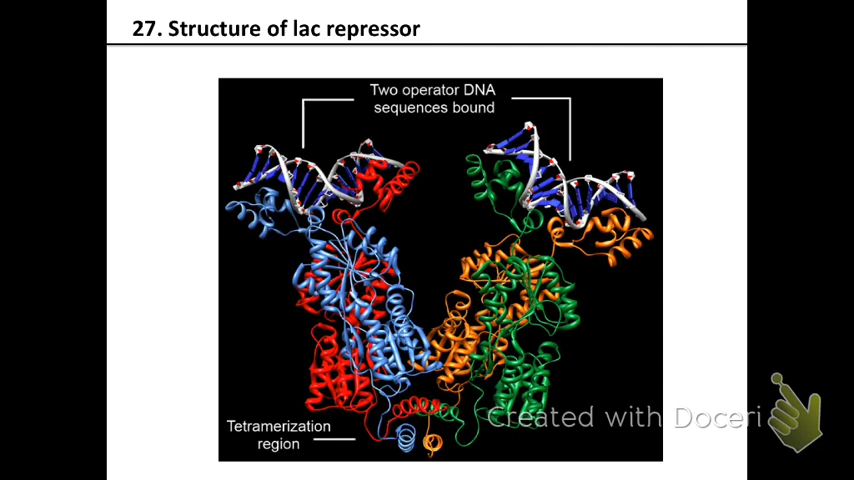 27. Structure of lac repressor
Two operator DNA
sequences bound
Tetramerization
region
Created with Doceri